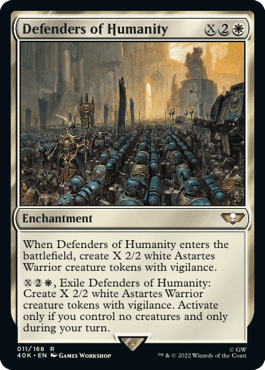 Defenders of Humanity X2
Enchantment
When Defenders of Humanity enters the
battlefield, create X 2/2 white Astartes
Warrior creature tokens with vigilance.
X2, Exile Defenders of Humanity:
Create X 2/2 white Astartes Warrior
creature tokens with vigilance. Activate
only if you control no creatures and only
during your turn.
011/168 R
40K • EN Games Workshop
© GW
™ & © 2022 Wizards of the Coast